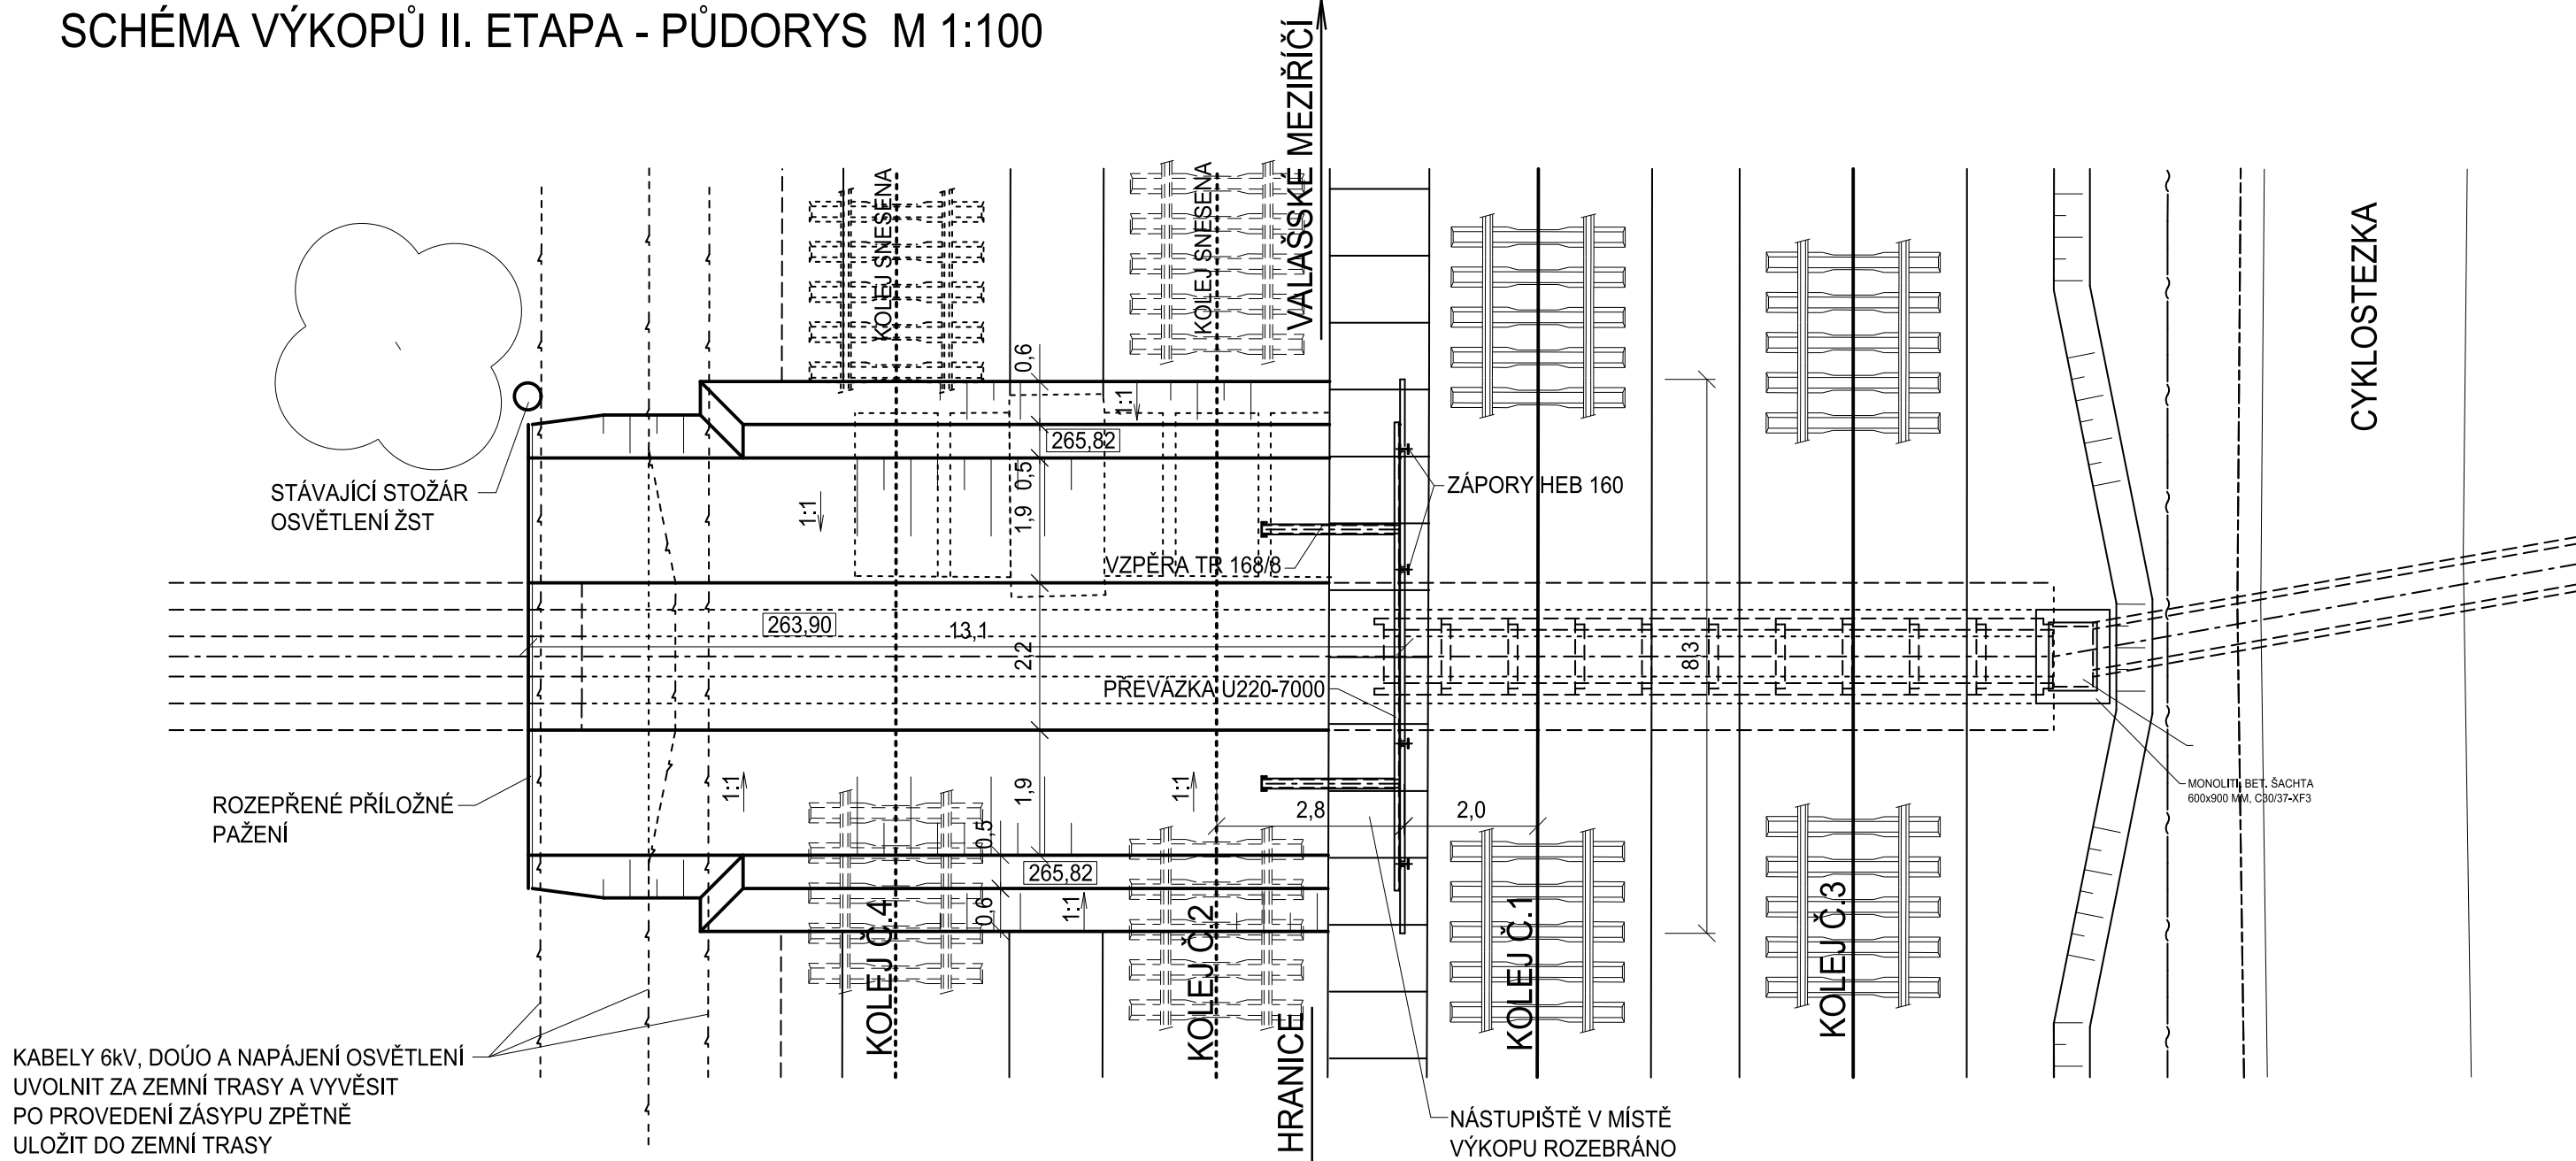 SCHÉMA VÝKOPŮ II. ETAPA - PŮDORYS M 1:100
VALAŠSKÉ MEZIŘÍČÍ
KOLEJ SNESENA
KOLEJ SNESENA
CYKLOSTEZKA
0,6
1:1
265,82
0,5
STÁVAJÍCÍ STOŽÁR
OSVĚTLENÍ ŽST
ZÁPORY HEB 160
1:1
1,9
VZPĚRA TR 168/8
263,90
13,1
2,2
8,3
PŘEVÁZKA U220-7000
ROZEPŘENÉ PŘÍLOŽNÉ
PAŽENÍ
1:1
1,9
1:1
2,8
2,0
MONOLIT. BET. ŠACHTA
600x900 MM, C30/37-XF3
0,5
265,82
0,6
1:1
KOLEJ Č.4
KOLEJ Č.2
KOLEJ Č.1
KOLEJ Č.3
HRANICE
KABELY 6kV, DOÚO A NAPÁJENÍ OSVĚTLENÍ
UVOLNIT ZA ZEMNÍ TRASY A VYVĚSIT
PO PROVEDENÍ ZÁSYPU ZPĚTNĚ
ULOŽIT DO ZEMNÍ TRASY
NÁSTUPIŠTĚ V MÍSTĚ
VÝKOPU ROZEBRÁNO